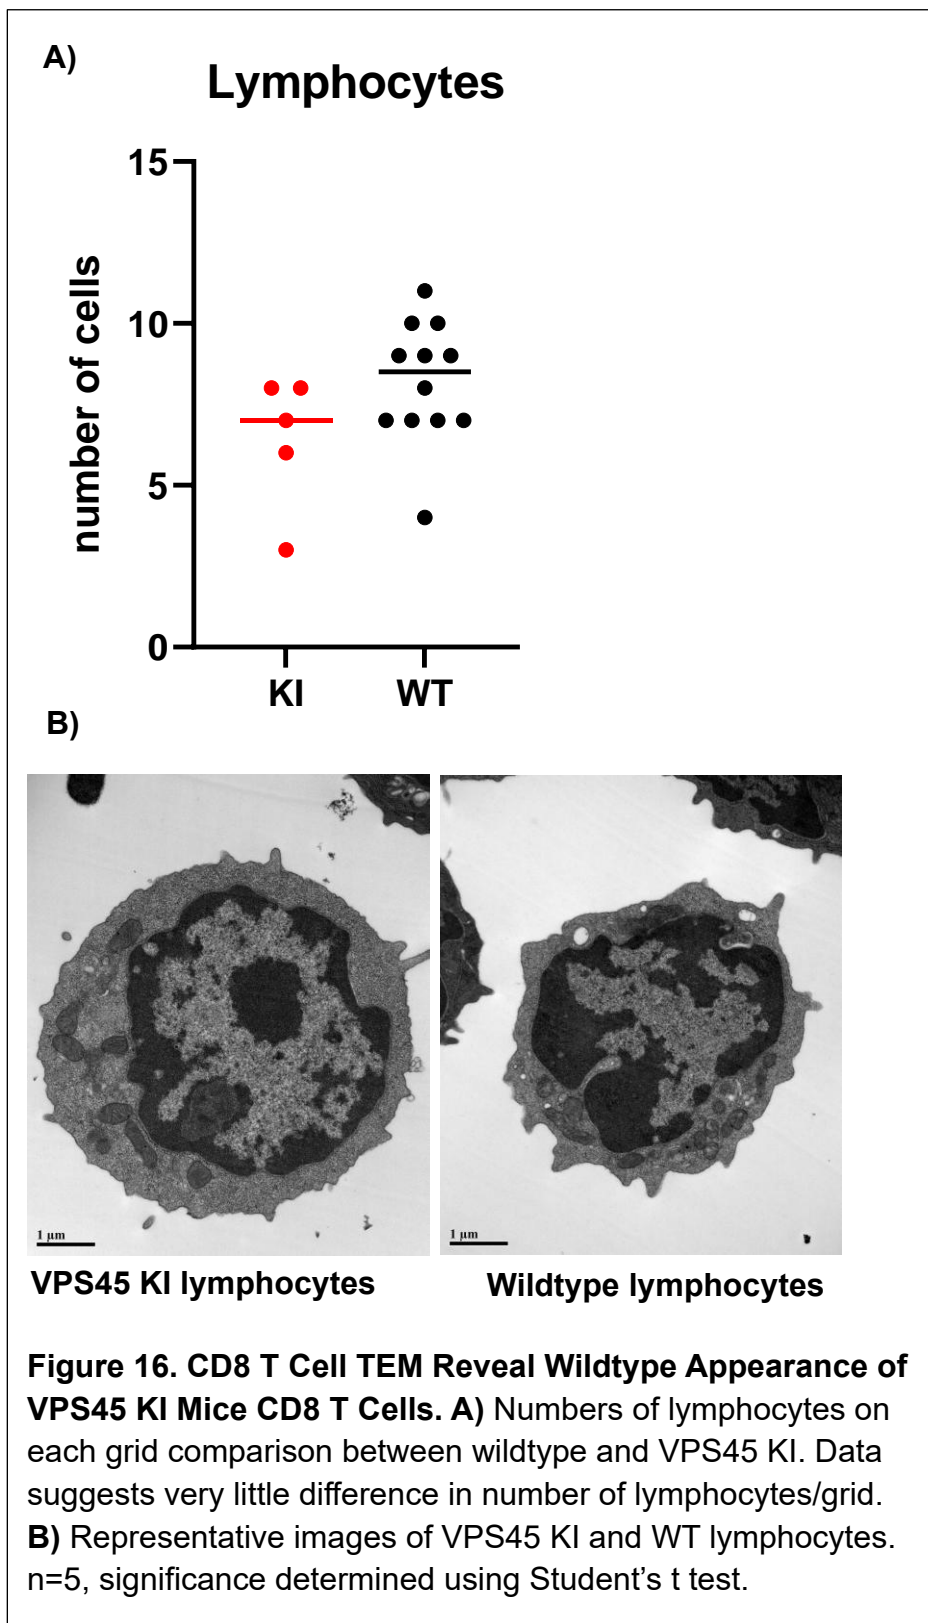 A)
Lymphocytes
15
10
5
0
number of cells
KI
WT
B)
1 µm
1 µm
VPS45 KI lymphocytes
Wildtype lymphocytes
Figure 16. CD8 T Cell TEM Reveal Wildtype Appearance of
VPS45 KI Mice CD8 T Cells. A) Numbers of lymphocytes on
each grid comparison between wildtype and VPS45 KI. Data
suggests very little difference in number of lymphocytes/grid.
B) Representative images of VPS45 KI and WT lymphocytes.
n=5, significance determined using Student’s t test.